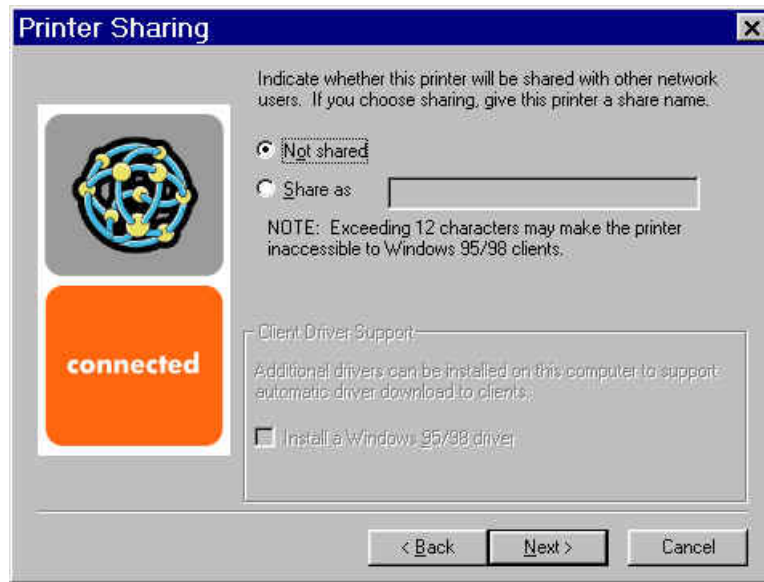 Printer Sharing
Indicate whether this printer will be shared with other network
users. If you choose sharing, give this printer a share name.
Not shared
Share as
NOTE: Exceeding 12 characters may make the printer
inaccessible to Windows 95/98 clients.
connected
Client Driver Support
Additional drivers can be installed on this computer to support
automatic driver download to clients.
Install a Windows 95/98 driver
< Back
Next >
Cancel